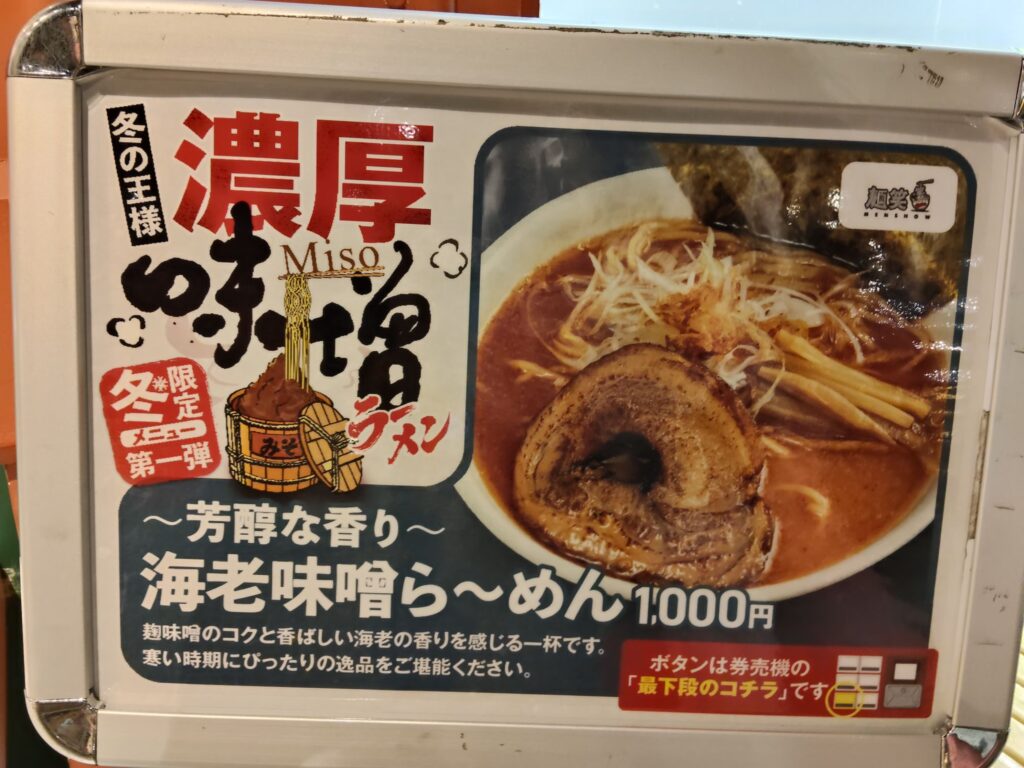 冬の王様
濃厚
味噌
Miso
ラーメン
みそ
冬限定
メニュー
第一弾
麺笑
MENSHOW
～芳醇な香り～
海老味噌ら～めん 1,000円
麹味噌のコクと香ばしい海老の香りを感じる一杯です。
寒い時期にぴったりの逸品をご堪能ください。
ボタンは券売機の
「最下段のコチラ」です